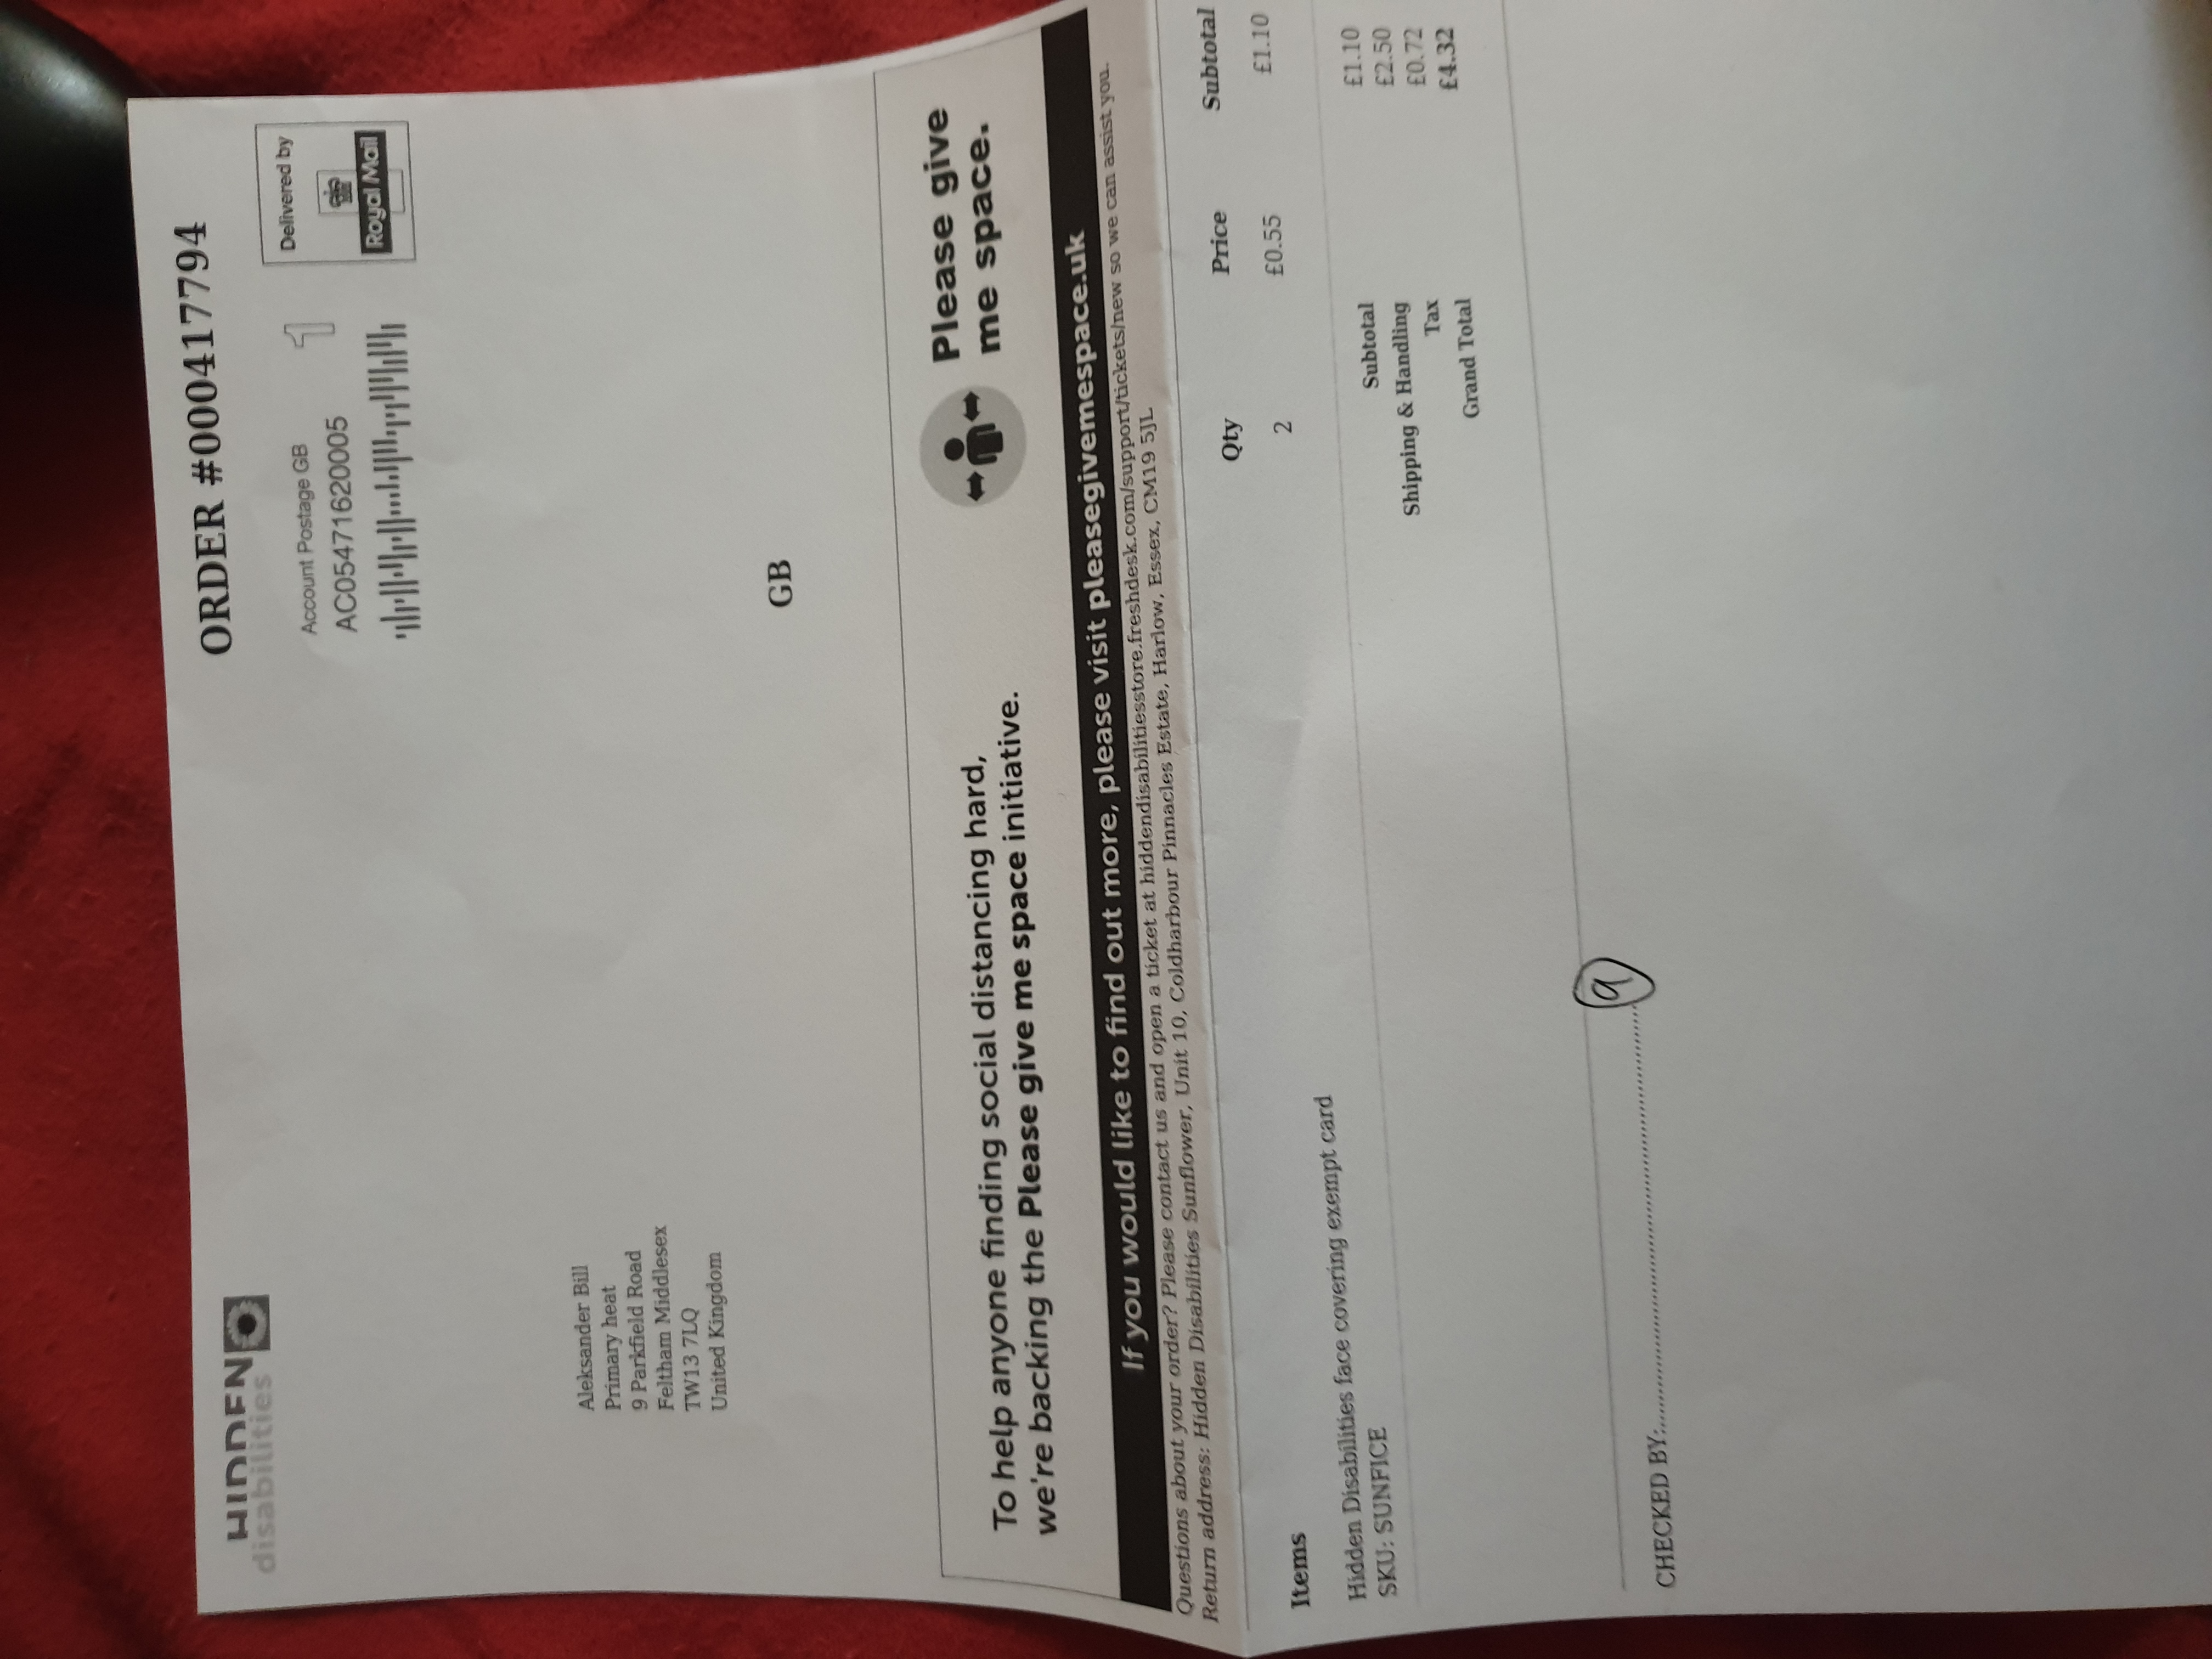 HIDDEN
disabilities
ORDER #000417794
Account Postage GB
AC05471620005
1
Delivered by
Royal Mail
Aleksander Bill
Primary heat
9 Parkfield Road
Feltham Middlesex
TW13 7LQ
United Kingdom
GB
To help anyone finding social distancing hard,
we're backing the Please give me space initiative.
Please give
me space.
If you would like to find out more, please visit pleasegivemespace.uk
Questions about your order? Please contact us and open a ticket at hiddendisabilitiesstore.freshdesk.com/support/tickets/new so we can assist you.
Return address: Hidden Disabilities Sunflower, Unit 10, Coldharbour Pinnacles Estate, Harlow, Essex, CM19 5JL
Items Qty Price Subtotal
Hidden Disabilities face covering exempt card 2 £0.55 £1.10
SKU: SUNFICE
Subtotal £1.10
Shipping & Handling £2.50
Tax £0.72
Grand Total £4.32
CHECKED BY:.......................................................................... 9